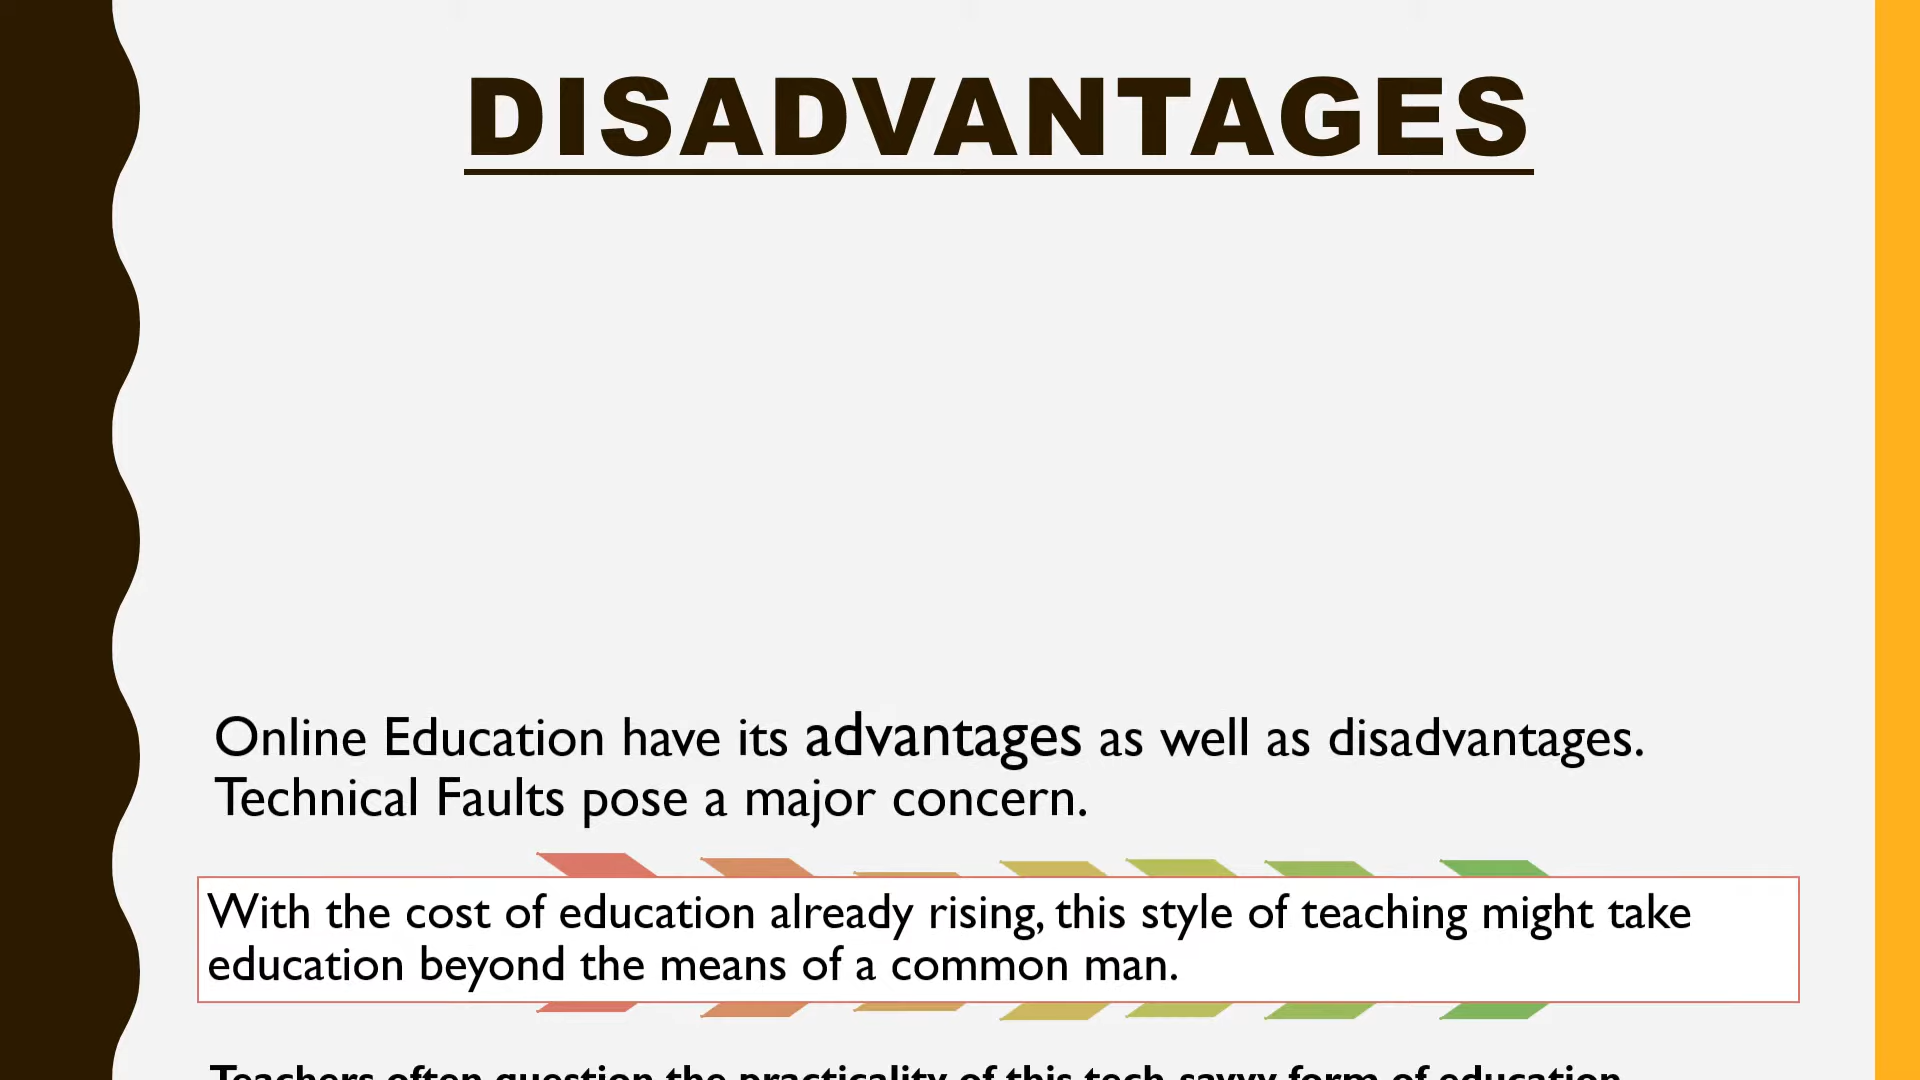 DISADVANTAGES
Online Education have its advantages as well as disadvantages.
Technical Faults pose a major concern.
With the cost of education already rising, this style of teaching might take
education beyond the means of a common man.
Teachers often question the practicality of this tech-savvy form of education